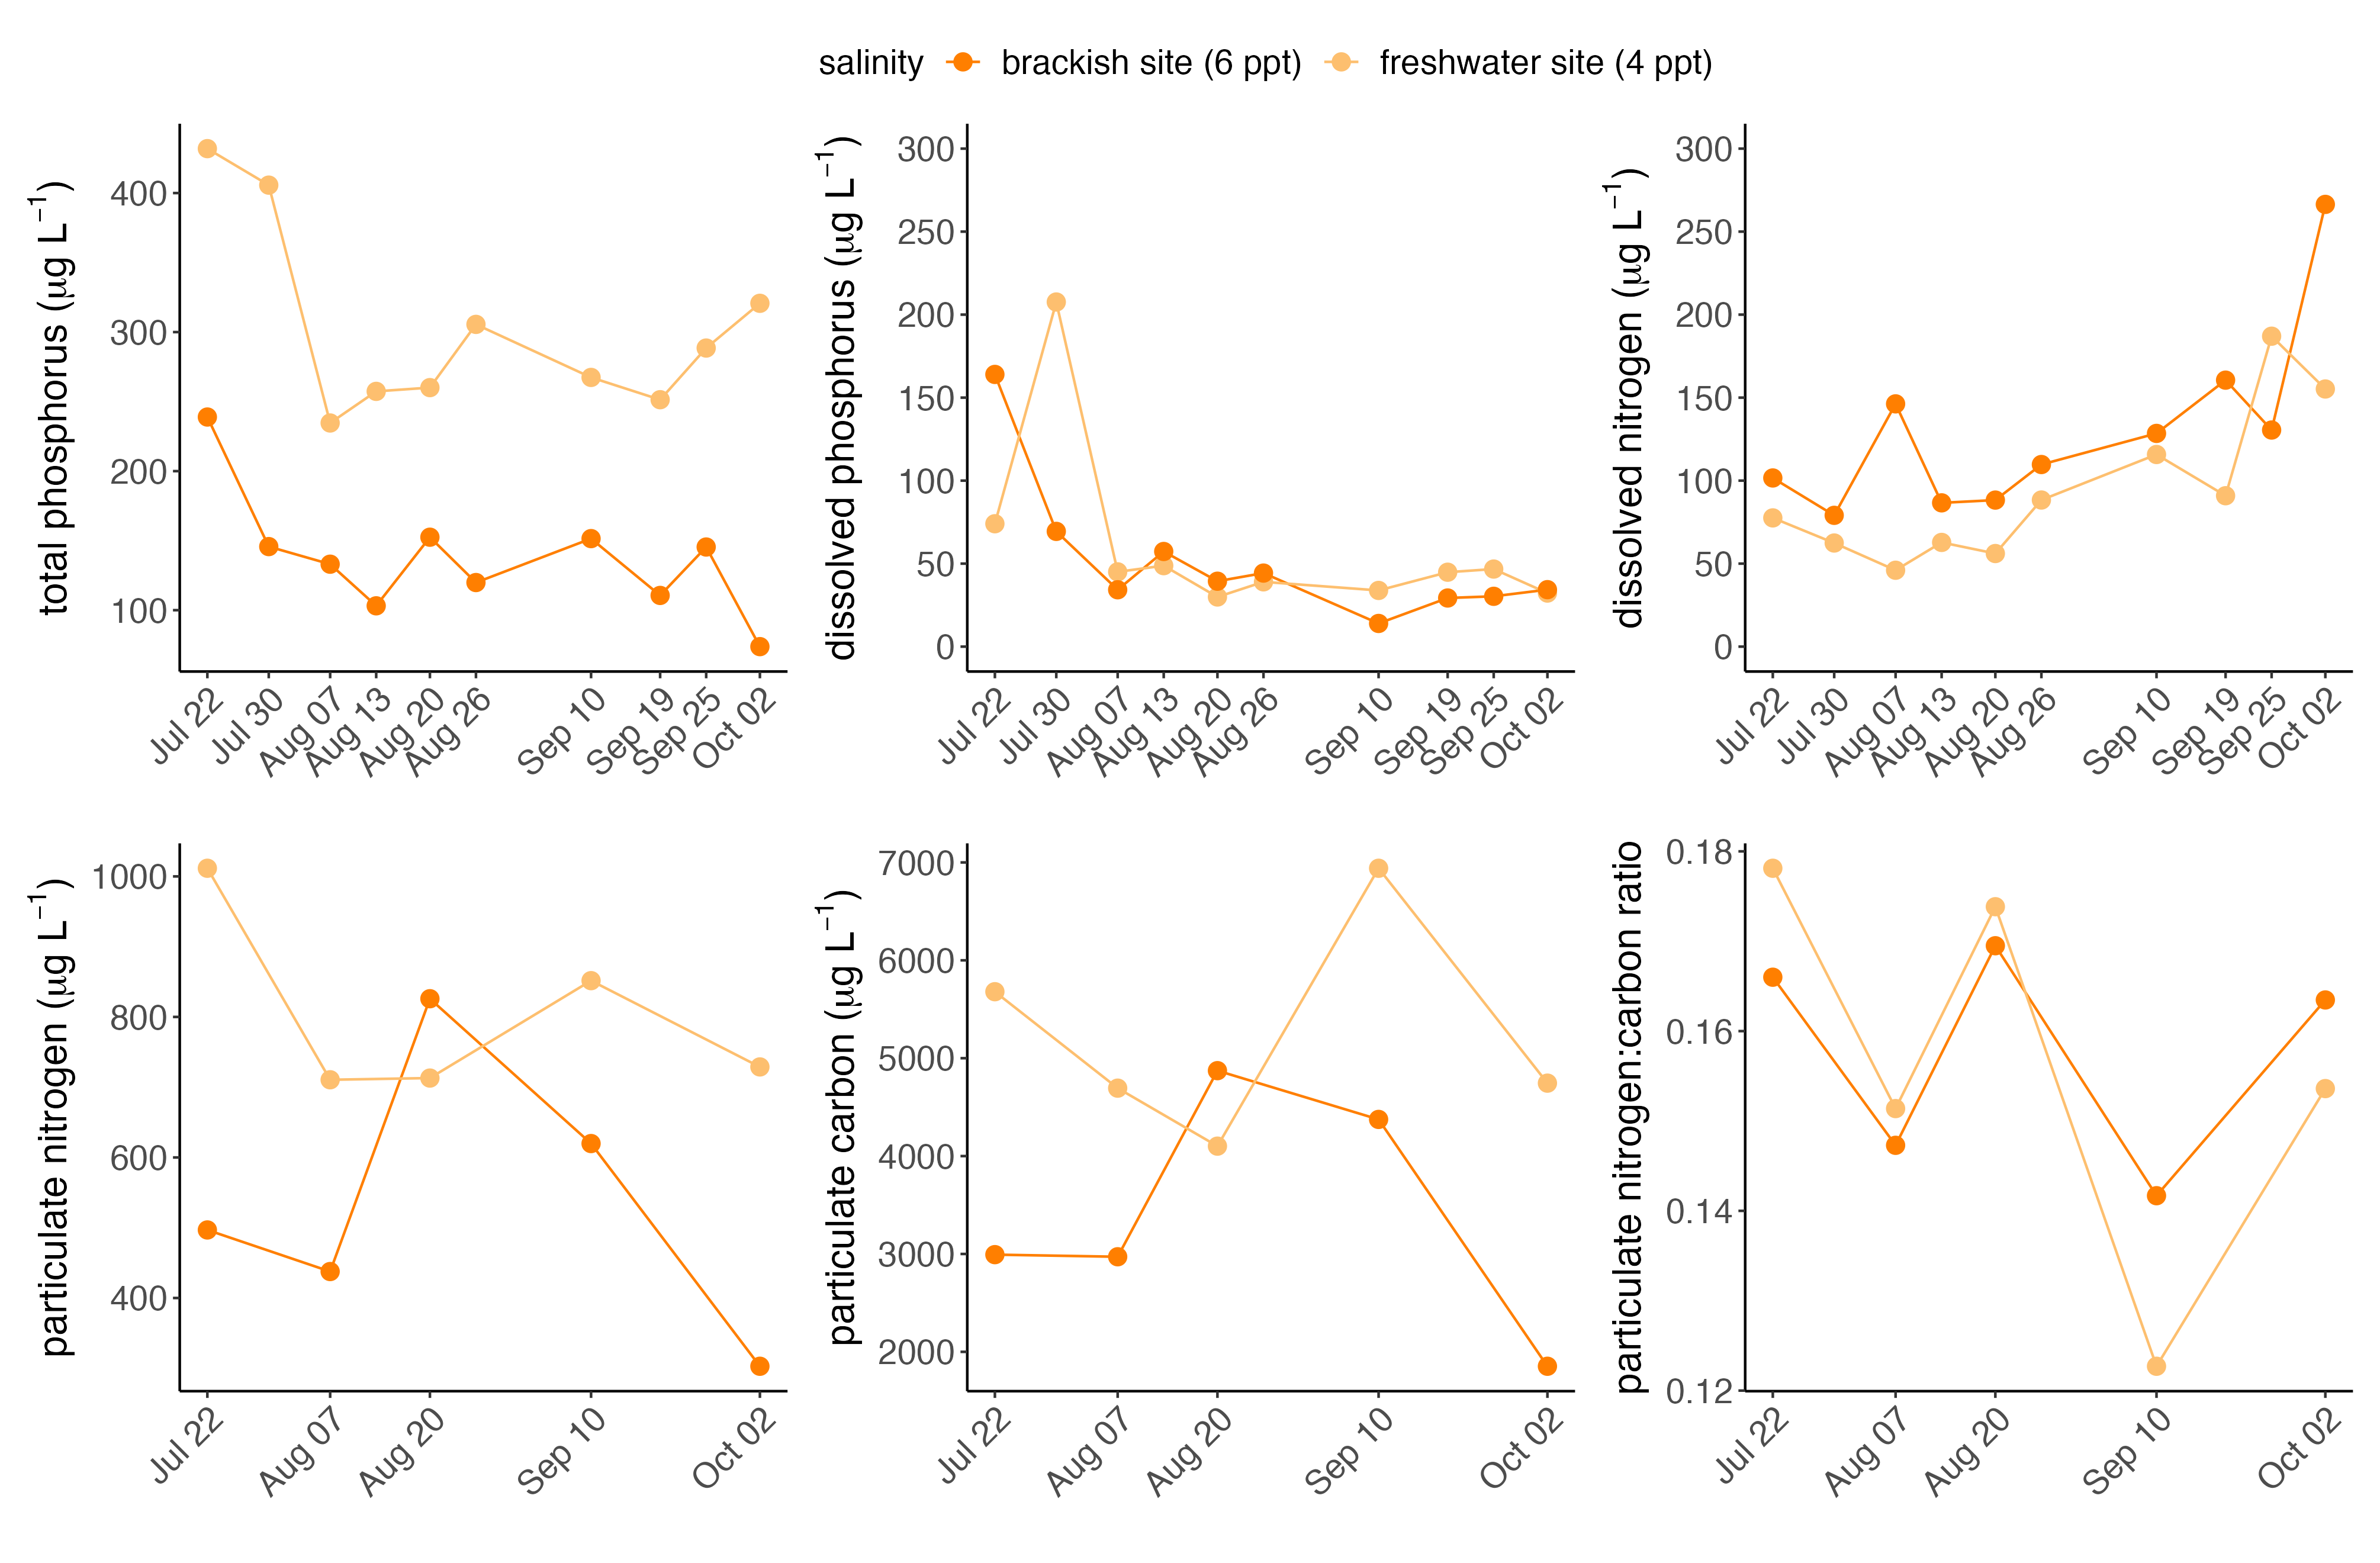 salinity brackish site (6 ppt) freshwater site (4 ppt)
total phosphorus (μg L⁻¹)
400
300
200
100
Jul 22
Jul 30
Aug 07
Aug 13
Aug 20
Aug 26
Sep 10
Sep 19
Sep 25
Oct 02
dissolved phosphorus (μg L⁻¹)
300
250
200
150
100
50
0
Jul 22
Jul 30
Aug 07
Aug 13
Aug 20
Aug 26
Sep 10
Sep 19
Sep 25
Oct 02
dissolved nitrogen (μg L⁻¹)
300
250
200
150
100
50
0
Jul 22
Jul 30
Aug 07
Aug 13
Aug 20
Aug 26
Sep 10
Sep 19
Sep 25
Oct 02
particulate nitrogen (μg L⁻¹)
1000
800
600
400
Jul 22
Aug 07
Aug 20
Sep 10
Oct 02
particulate carbon (μg L⁻¹)
7000
6000
5000
4000
3000
2000
Jul 22
Aug 07
Aug 20
Sep 10
Oct 02
particulate nitrogen:carbon ratio
0.18
0.16
0.14
0.12
Jul 22
Aug 07
Aug 20
Sep 10
Oct 02